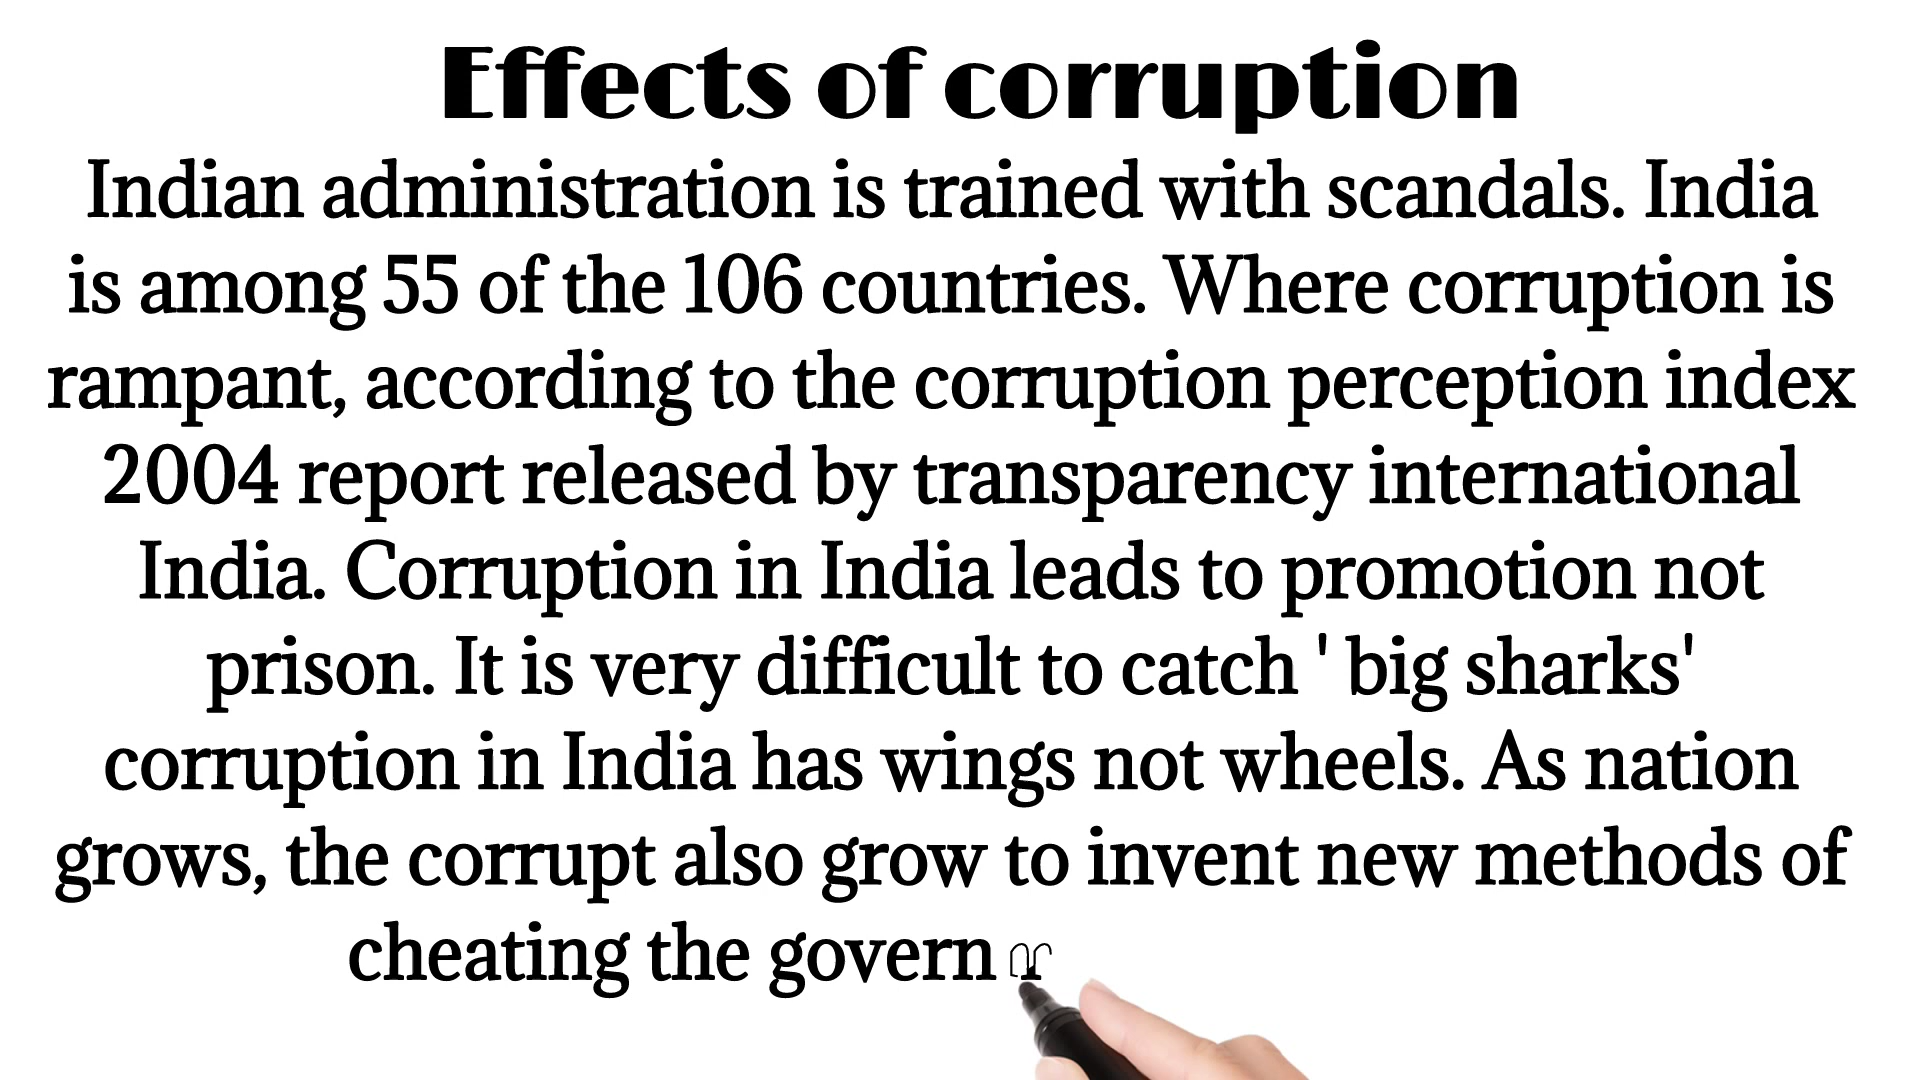 Effects of corruption
Indian administration is trained with scandals. India
is among 55 of the 106 countries. Where corruption is
rampant, according to the corruption perception index
2004 report released by transparency international
India. Corruption in India leads to promotion not
prison. It is very difficult to catch ' big sharks'
corruption in India has wings not wheels. As nation
grows, the corrupt also grow to invent new methods of
cheating the govern